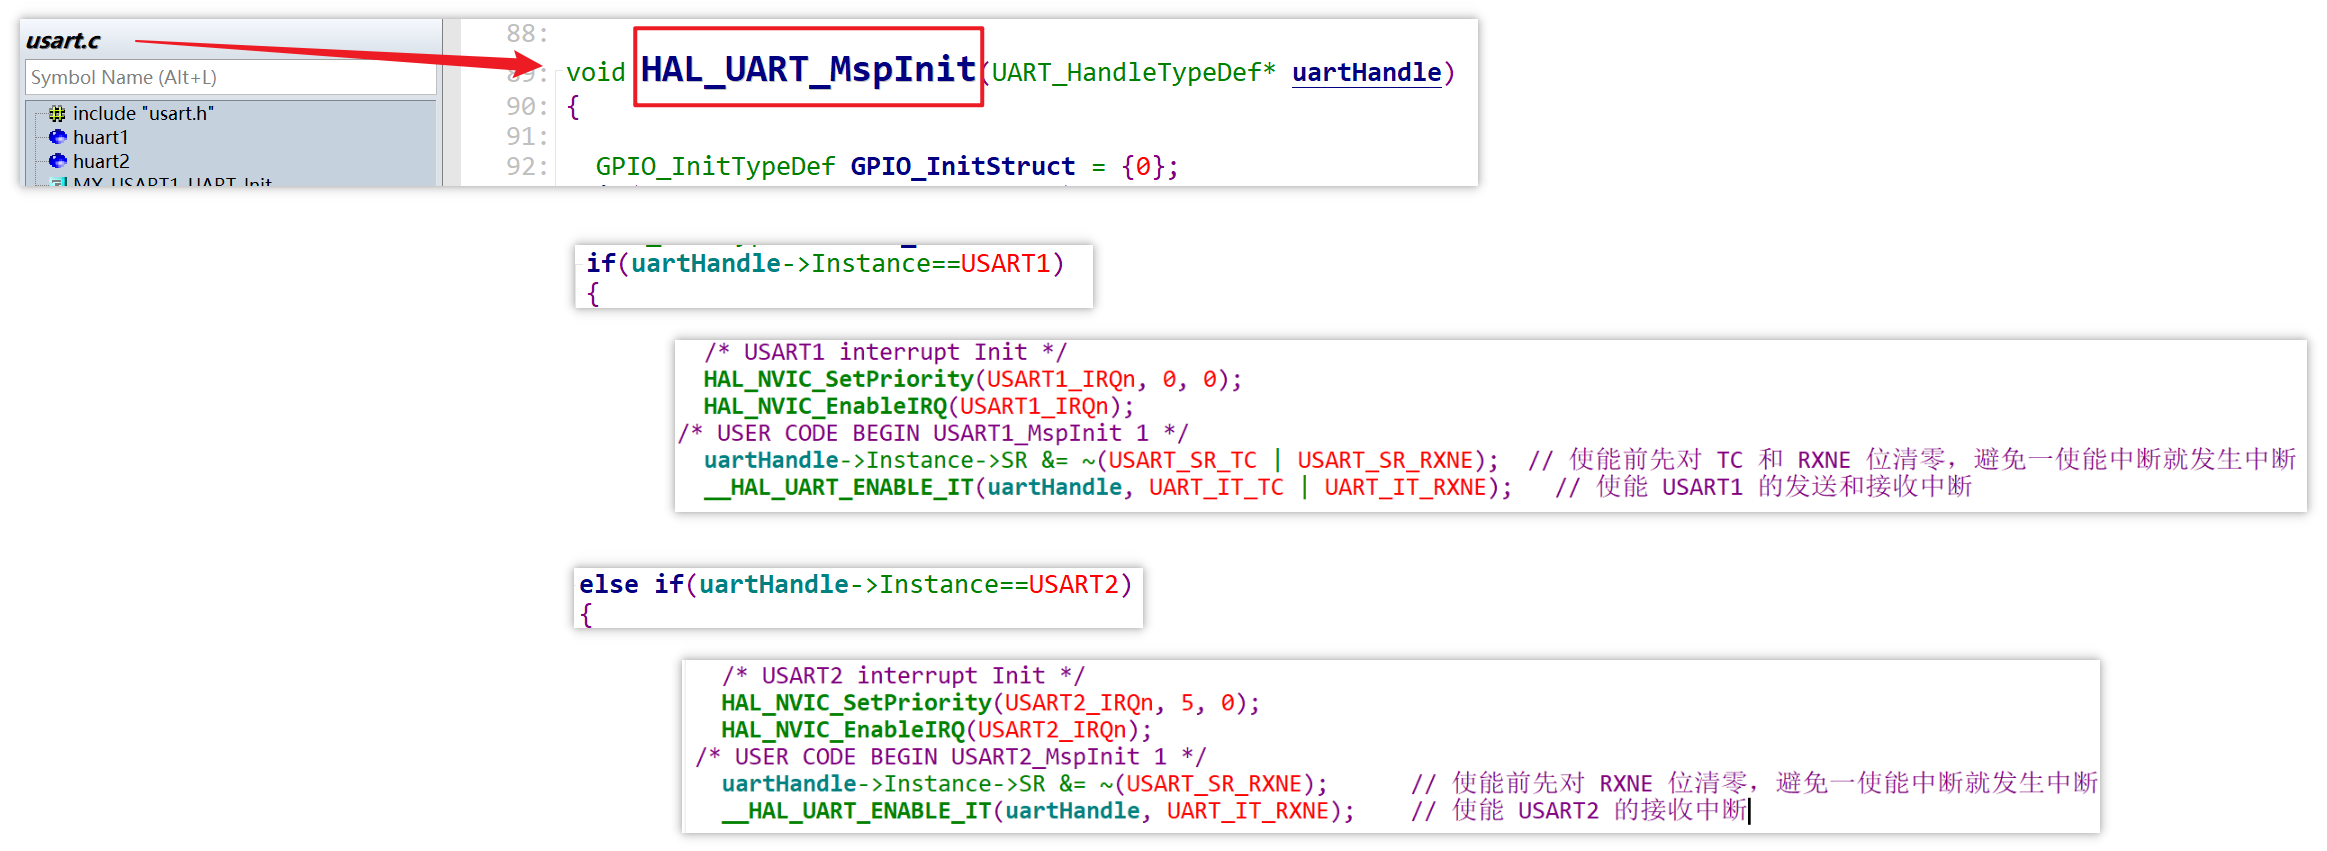 usart.c
Symbol Name (Alt+L)
include "usart.h"
huart1
huart2
MX_USART1_UART_Init
88:
89: void HAL_UART_MspInit(UART_HandleTypeDef* uartHandle)
90: {
91:
92: GPIO_InitTypeDef GPIO_InitStruct = {0};
if(uartHandle->Instance==USART1)
{
/* USART1 interrupt Init */
HAL_NVIC_SetPriority(USART1_IRQn, 0, 0);
HAL_NVIC_EnableIRQ(USART1_IRQn);
/* USER CODE BEGIN USART1_MspInit 1 */
uartHandle->Instance->SR &= ~(USART_SR_TC | USART_SR_RXNE); // 使能前先对 TC 和 RXNE 位清零，避免一使能中断就发生中断
__HAL_UART_ENABLE_IT(uartHandle, UART_IT_TC | UART_IT_RXNE); // 使能 USART1 的发送和接收中断
else if(uartHandle->Instance==USART2)
{
/* USART2 interrupt Init */
HAL_NVIC_SetPriority(USART2_IRQn, 5, 0);
HAL_NVIC_EnableIRQ(USART2_IRQn);
/* USER CODE BEGIN USART2_MspInit 1 */
uartHandle->Instance->SR &= ~(USART_SR_RXNE); // 使能前先对 RXNE 位清零，避免一使能中断就发生中断
__HAL_UART_ENABLE_IT(uartHandle, UART_IT_RXNE); // 使能 USART2 的接收中断